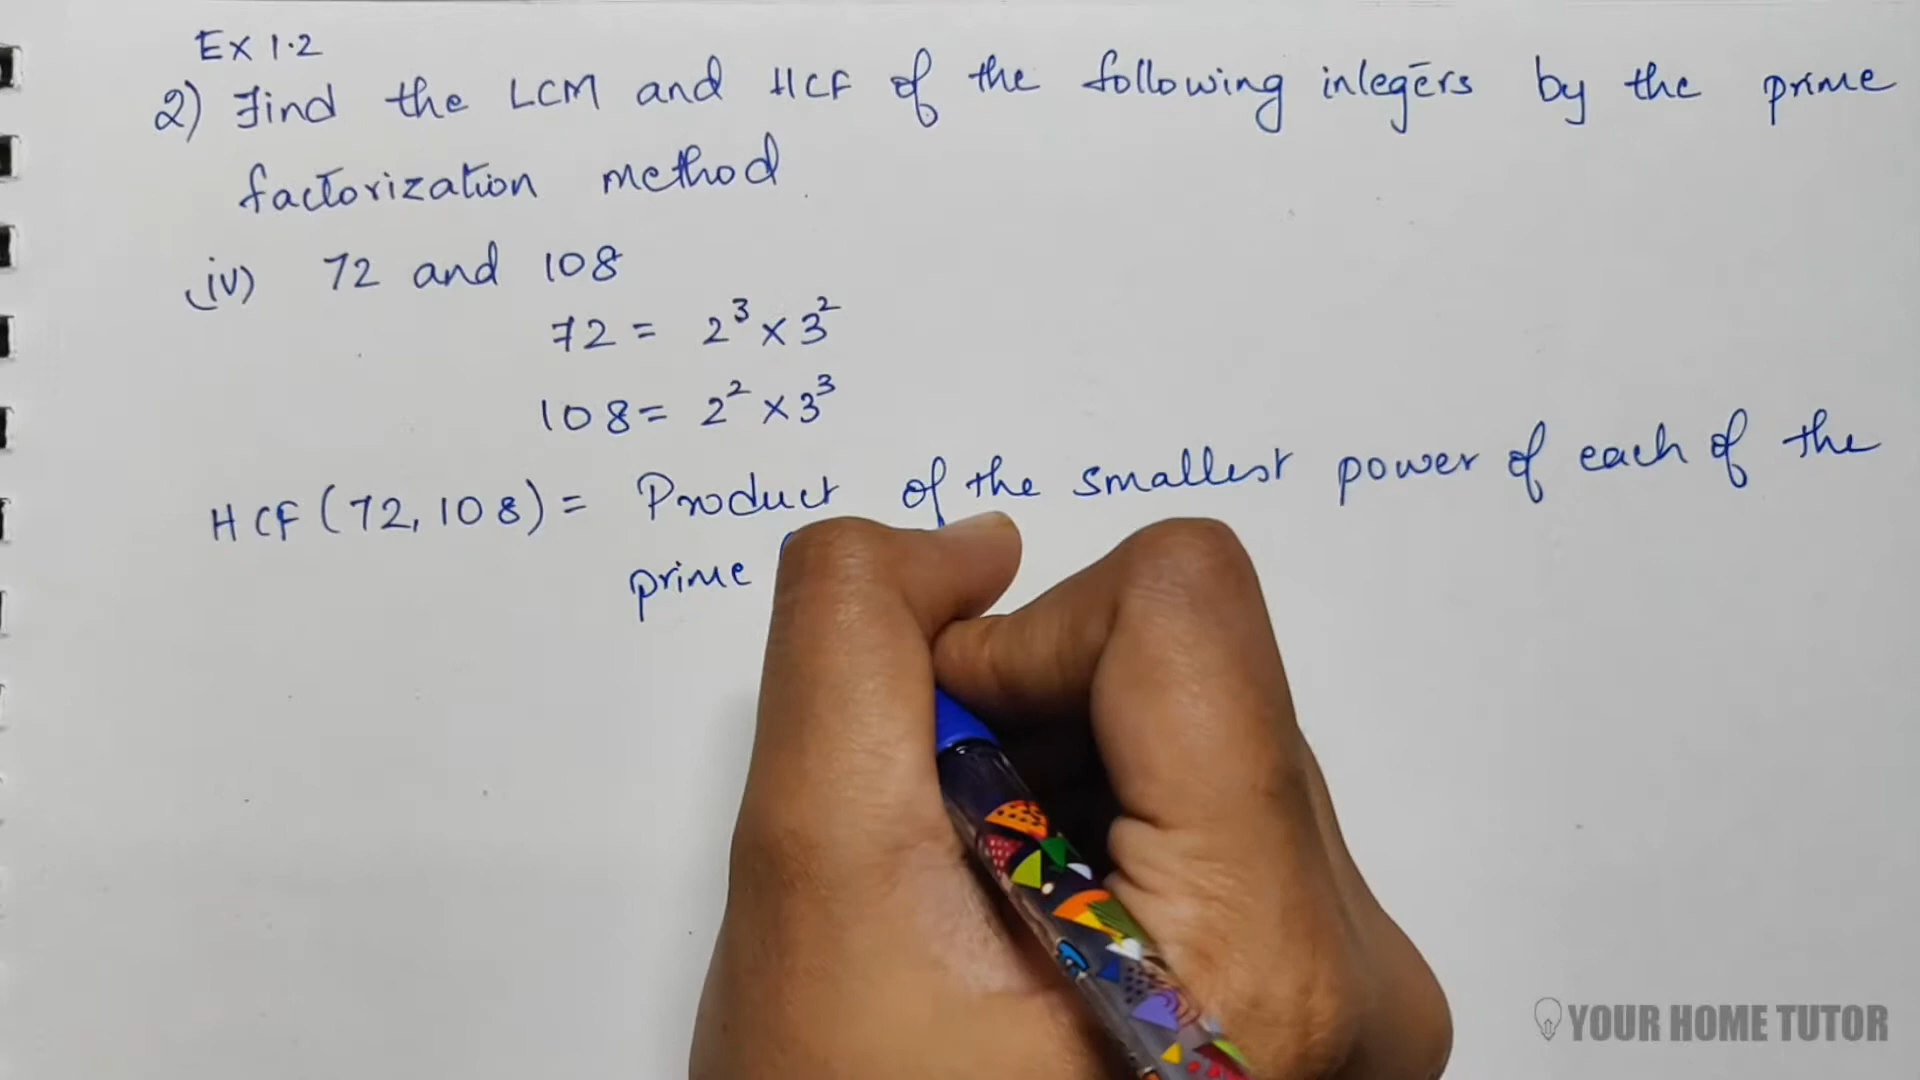 Ex 1.2
2) Find the LCM and HCF of the following integers by the prime
factorization method
(iv) 72 and 108
72 = 2³ × 3²
108 = 2² × 3³
HCF (72, 108) = Product of the smallest power of each of the
prime
YOUR HOME TUTOR